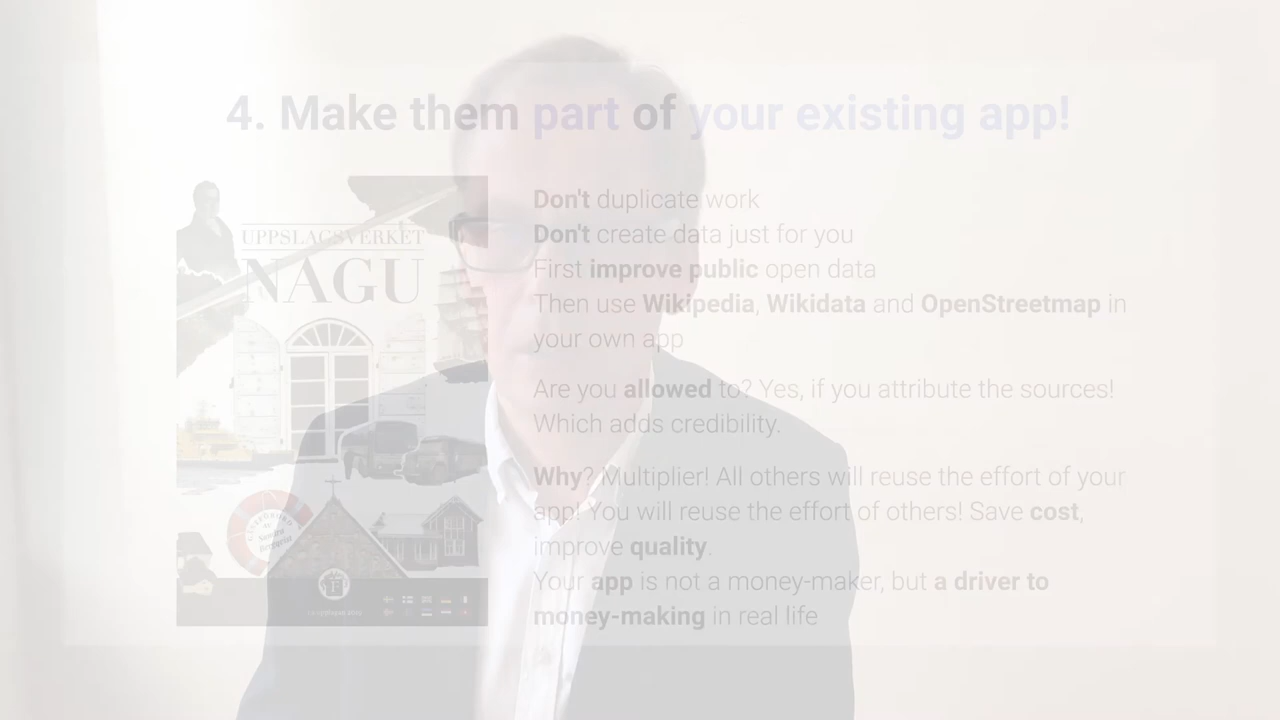 4. Make them part of your existing app!
UPPSLAGSVERKET
NAGU
Don't duplicate work
Don't create data just for you
First improve public open data
Then use Wikipedia, Wikidata and OpenStreetmap in
your own app
Are you allowed to? Yes, if you attribute the sources!
Which adds credibility.
Why? Multiplier! All others will reuse the effort of your
app! You will reuse the effort of others! Save cost,
improve quality.
Your app is not a money-maker, but a driver to
money-making in real life